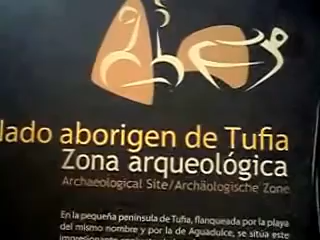 lado aborigen de Tufia
Zona arqueológica
Archaeological Site/Archäologische Zone
En la pequeña península de Tufia, flanqueada por la playa
del mismo nombre y por la de Aguadulce, se sitúa este
impresionante